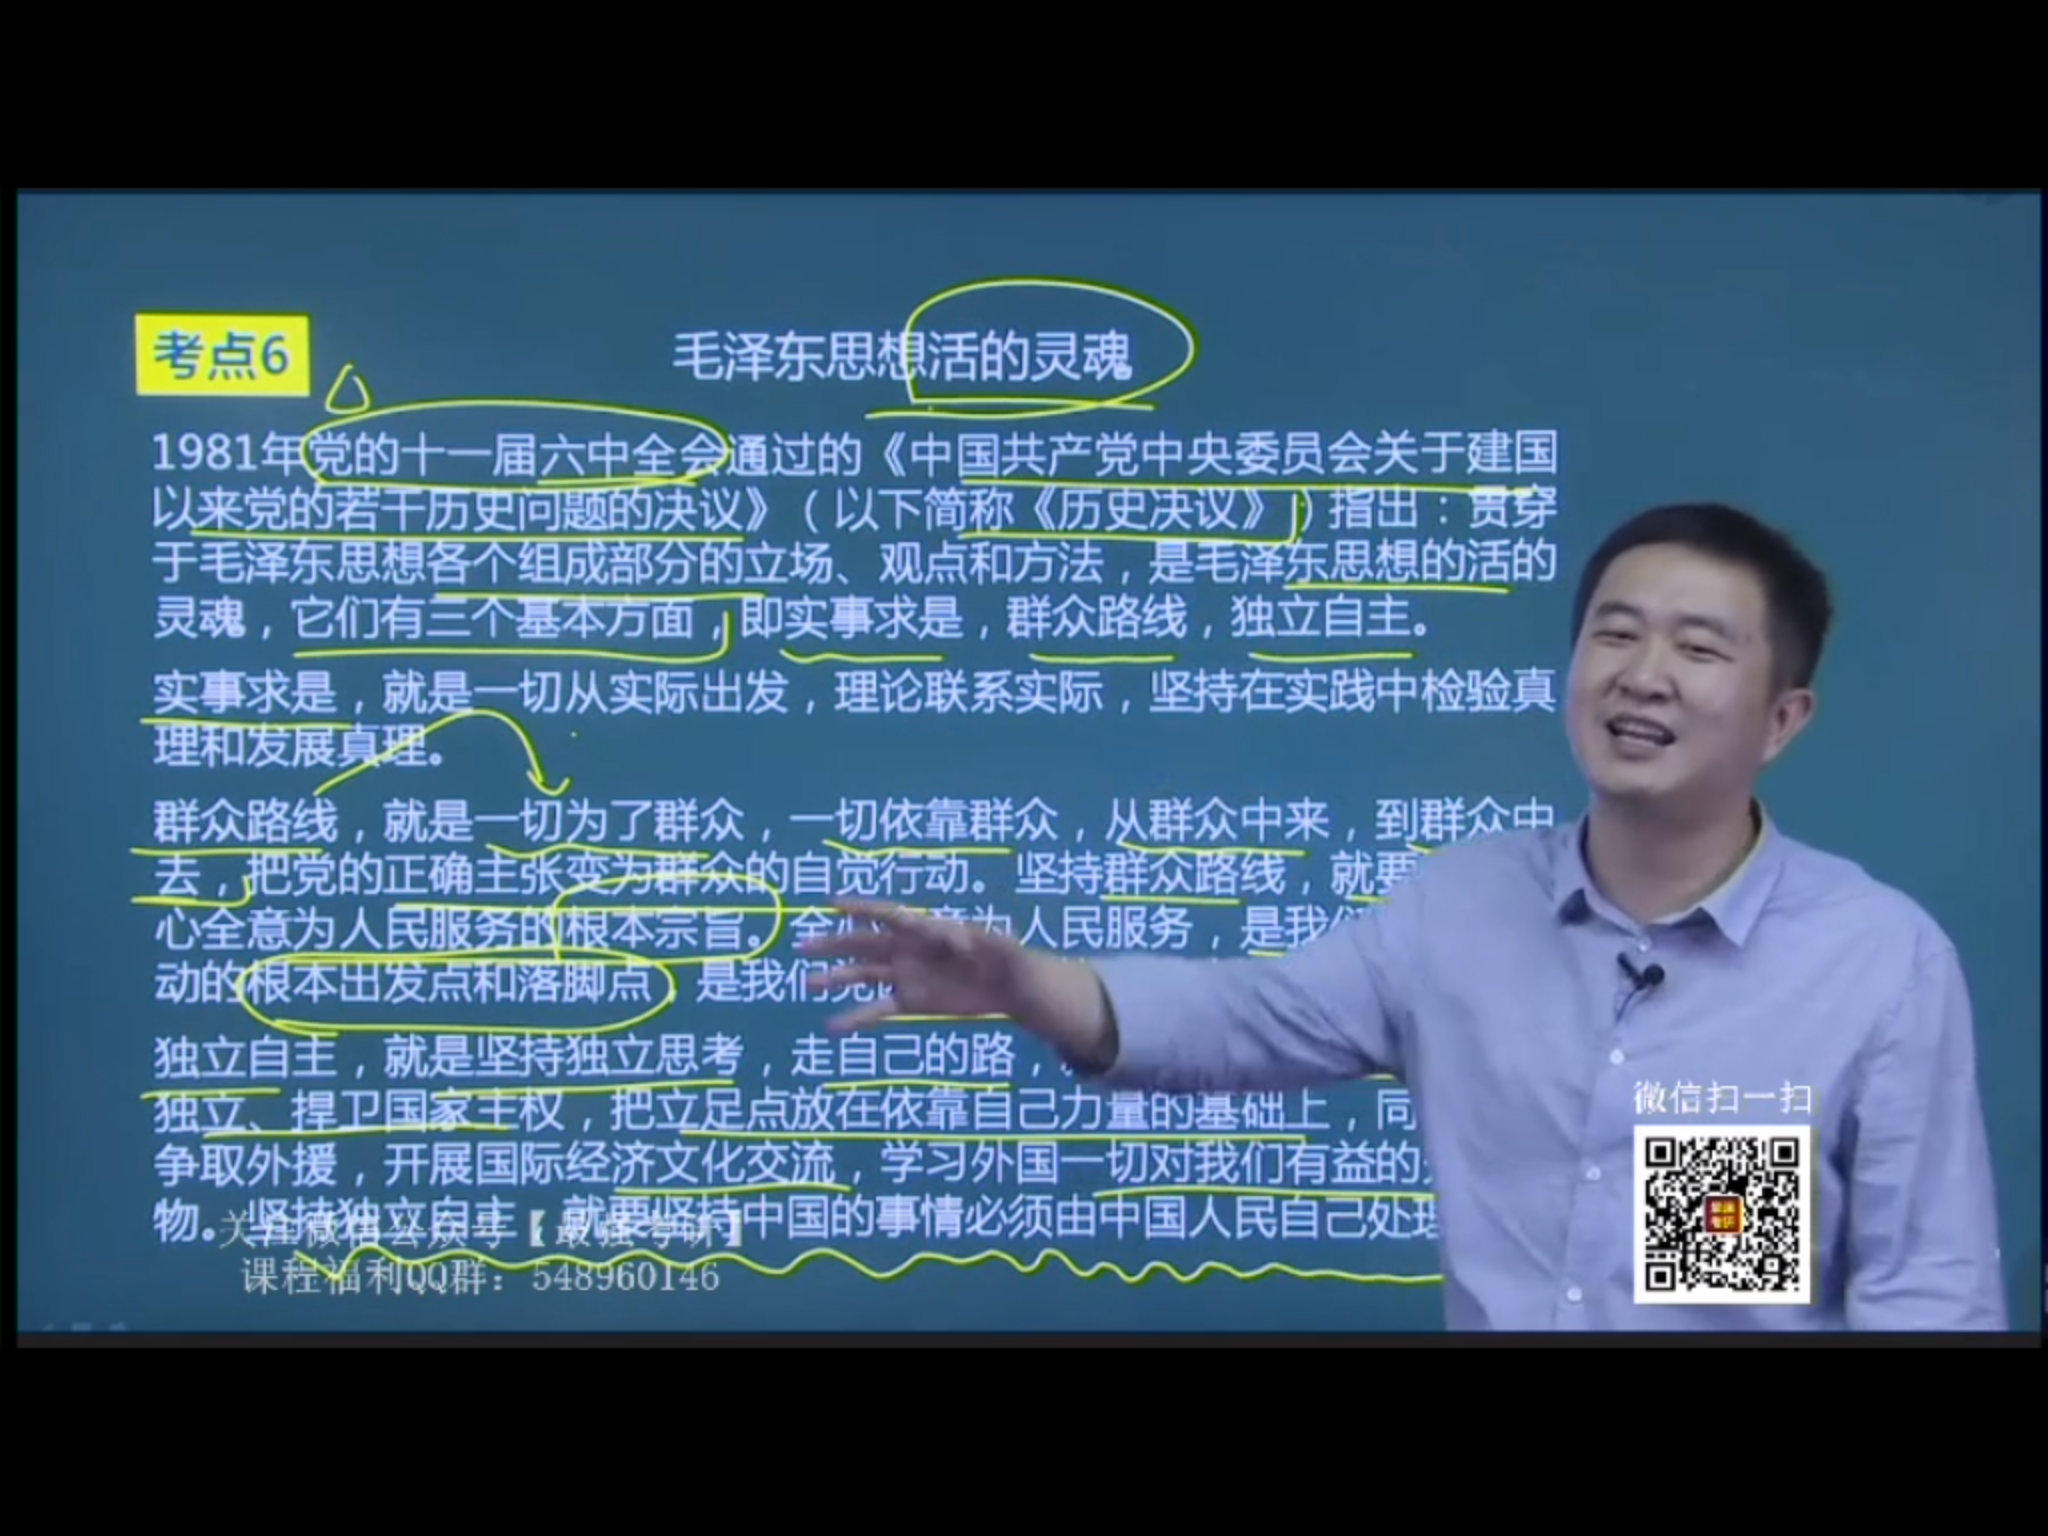 考点6
毛泽东思想活的灵魂
1981年党的十一届六中全会通过的《中国共产党中央委员会关于建国
以来党的若干历史问题的决议》（以下简称《历史决议》）指出：贯穿
于毛泽东思想各个组成部分的立场、观点和方法，是毛泽东思想的活的
灵魂，它们有三个基本方面，即实事求是，群众路线，独立自主。
实事求是，就是一切从实际出发，理论联系实际，坚持在实践中检验真
理和发展真理。
群众路线，就是一切为了群众，一切依靠群众，从群众中来，到群众中
去，把党的正确主张变为群众的自觉行动。坚持群众路线，就要
心全意为人民服务的根本宗旨。全心意为人民服务，是我们
动的根本出发点和落脚点，是我们党
独立自主，就是坚持独立思考，走自己的路，
独立、捍卫国家主权，把立足点放在依靠自己力量的基础上，同
争取外援，开展国际经济文化交流，学习外国一切对我们有益的
物。坚持独立自主，就要坚持中国的事情必须由中国人民自己处理
关注微信公众号【最强考研】
课程福利QQ群：548960146
微信扫一扫